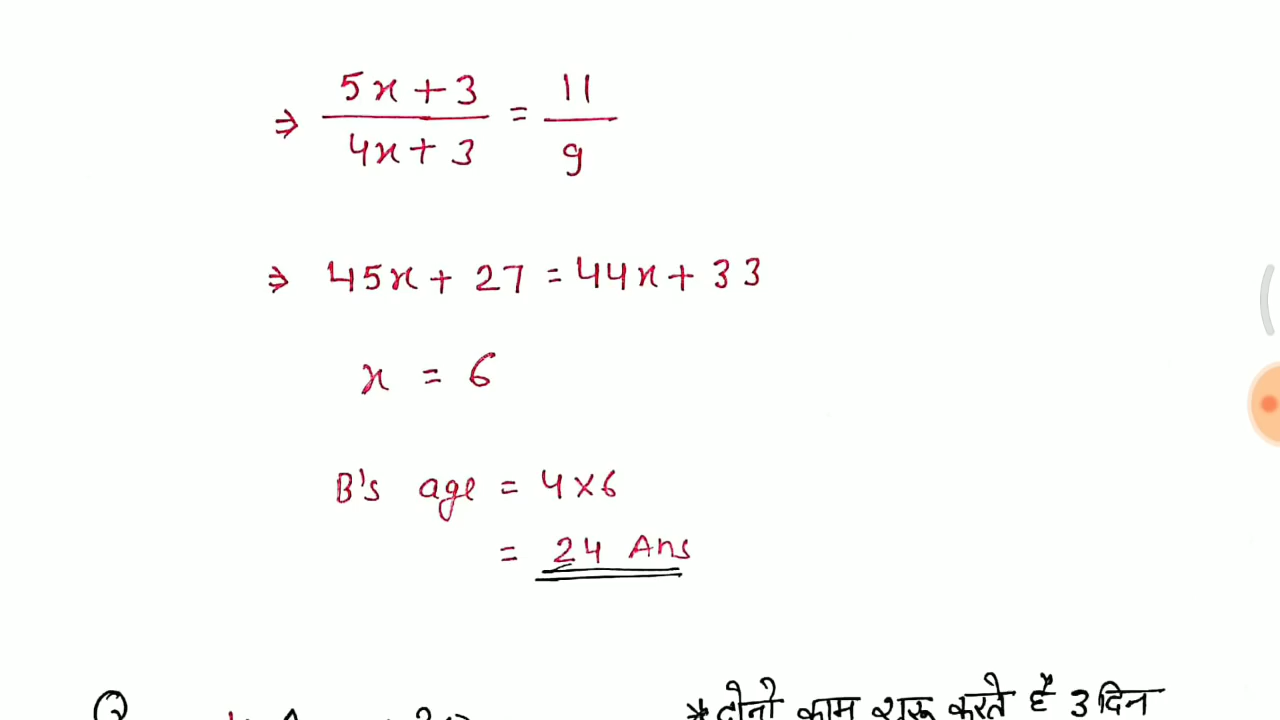 ⇒ (5x + 3)/(4x + 3) = 11/9
⇒ 45x + 27 = 44x + 33
x = 6
B's age = 4×6
= 24 Ans
Q
* दोनो काम शुरू करते हैं 3 दिन